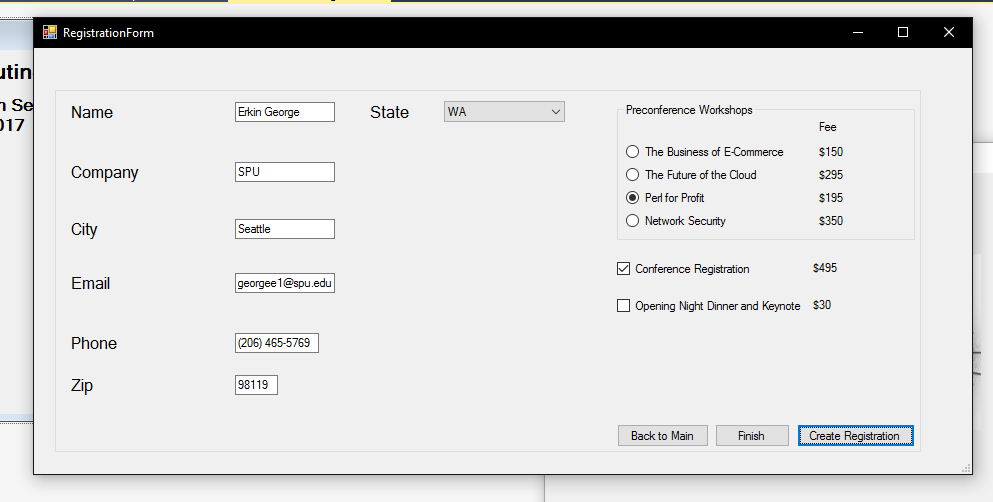 RegistrationForm
utin
n Se
017
Name
Erkin George
State
WA
Company
SPU
City
Seattle
Email
georgee1@spu.edu
Phone
(206) 465-5769
Zip
98119
Preconference Workshops
Fee
The Business of E-Commerce $150
The Future of the Cloud $295
Perl for Profit $195
Network Security $350
Conference Registration $495
Opening Night Dinner and Keynote $30
Back to Main
Finish
Create Registration